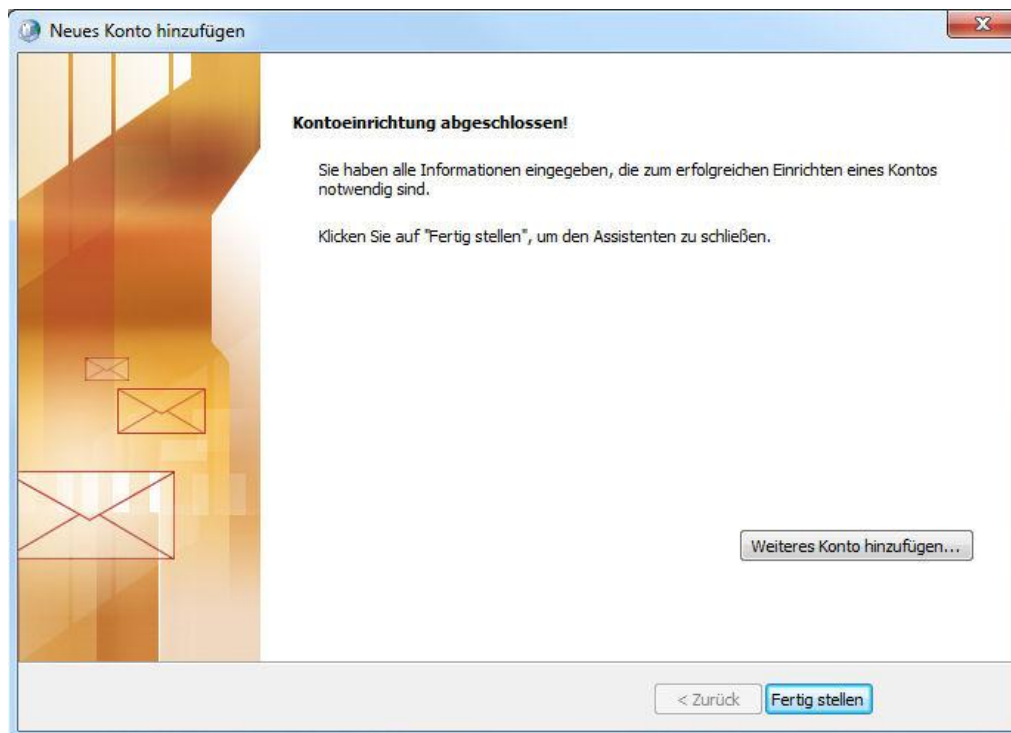 Neues Konto hinzufügen
Kontoeinrichtung abgeschlossen!
Sie haben alle Informationen eingegeben, die zum erfolgreichen Einrichten eines Kontos
notwendig sind.
Klicken Sie auf "Fertig stellen", um den Assistenten zu schließen.
Weiteres Konto hinzufügen...
< Zurück
Fertig stellen